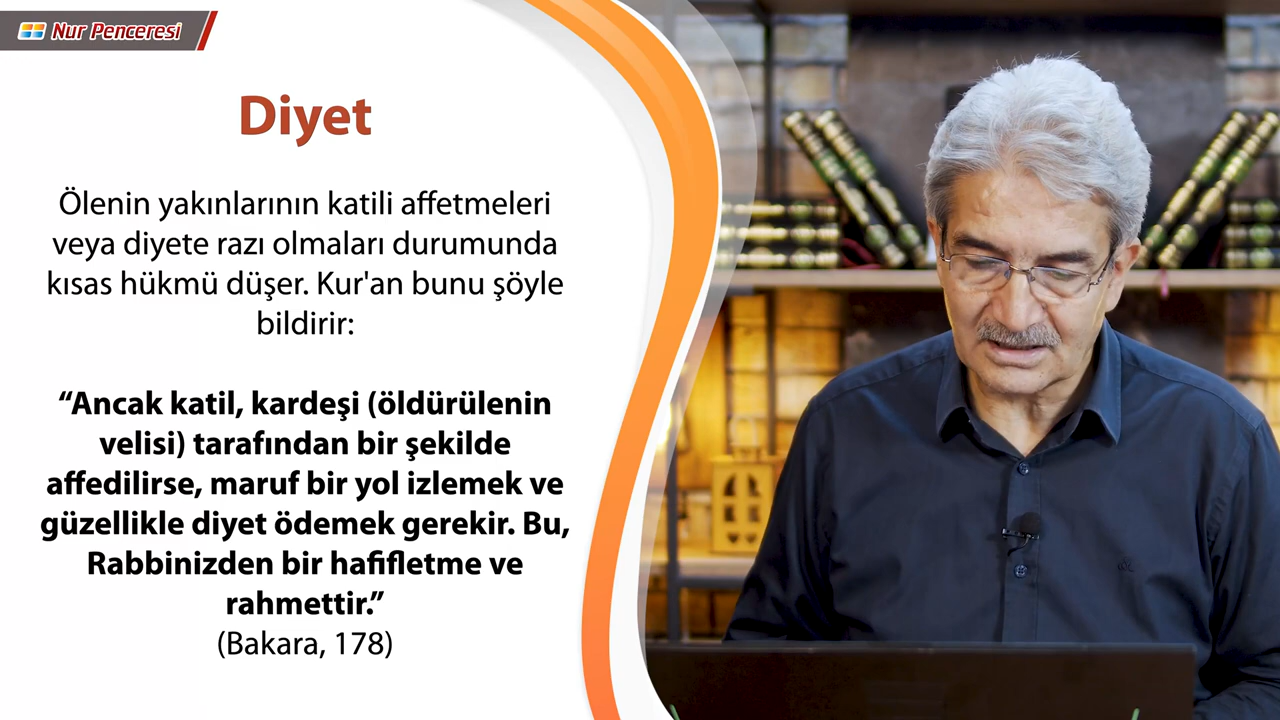 Nur Penceresi
Diyet
Ölenin yakınlarının katili affetmeleri
veya diyete razı olmaları durumunda
kısas hükmü düşer. Kur'an bunu şöyle
bildirir:
“Ancak katil, kardeşi (öldürülenin
velisi) tarafından bir şekilde
affedilirse, maruf bir yol izlemek ve
güzellikle diyet ödemek gerekir. Bu,
Rabbinizden bir hafifletme ve
rahmettir.”
(Bakara, 178)